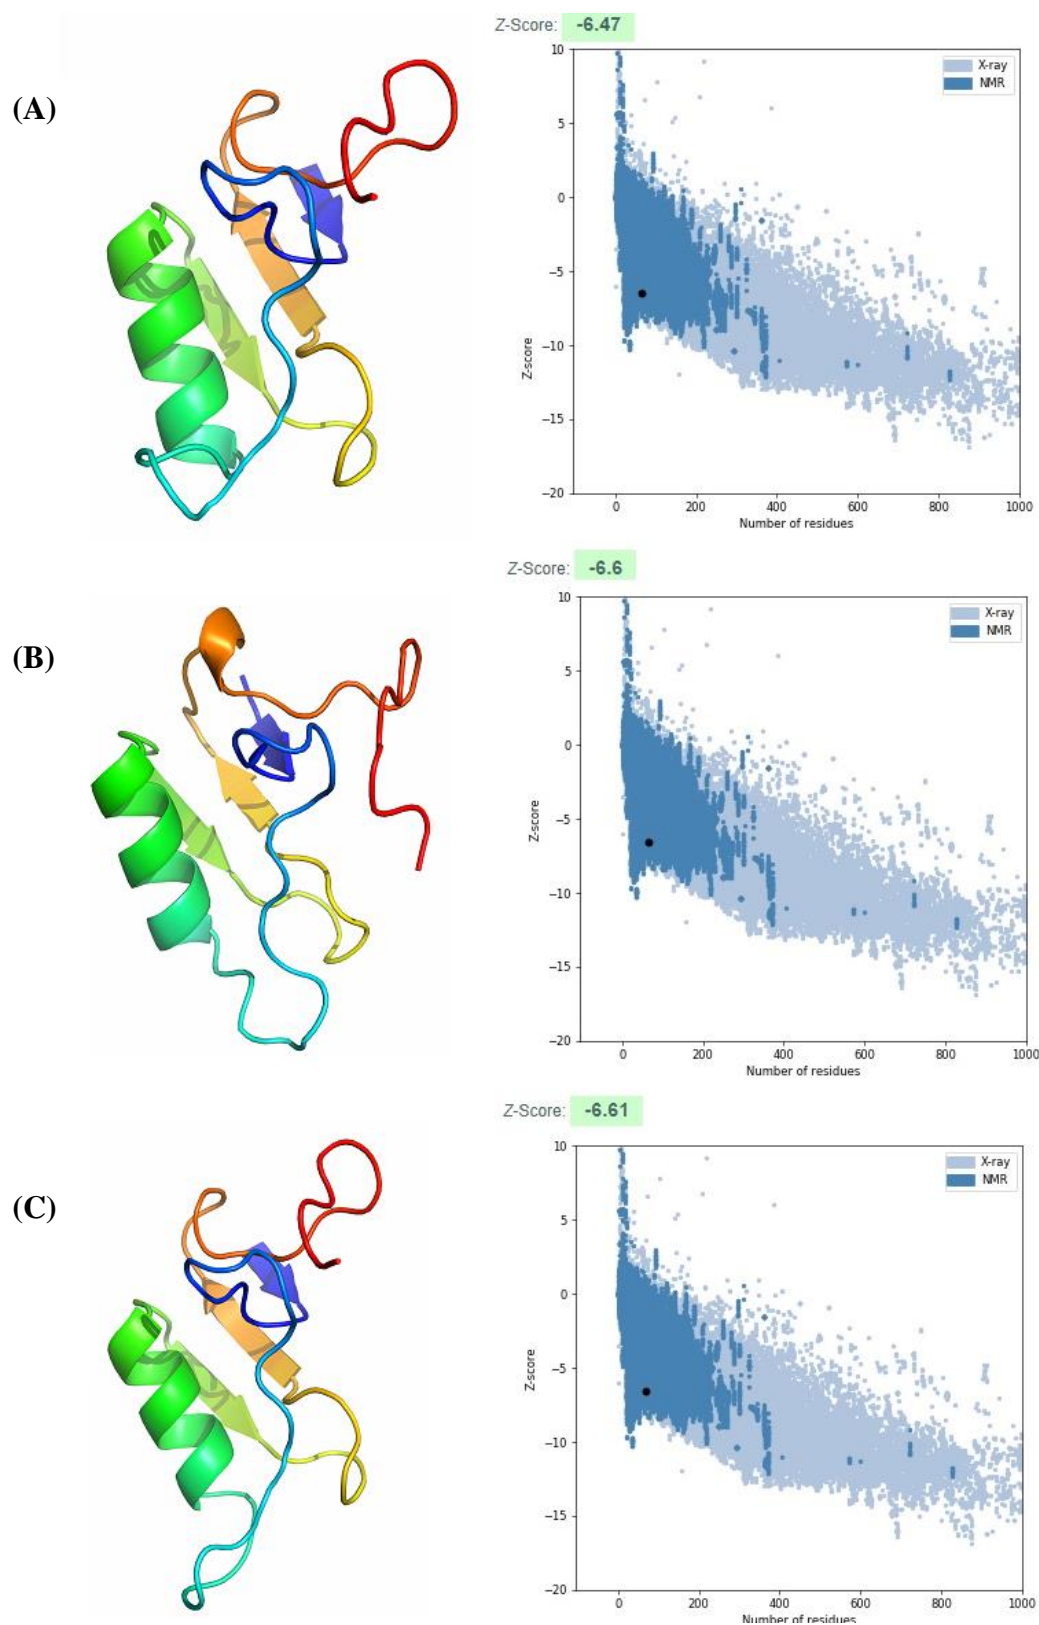 Z-Score: -6.47
(A)
10
X-ray
NMR
5
0
−5
−10
−15
−20
Z-score
0 200 400 600 800 1000
Number of residues
Z-Score: -6.6
(B)
10
X-ray
NMR
5
0
−5
−10
−15
−20
Z-score
0 200 400 600 800 1000
Number of residues
Z-Score: -6.61
(C)
10
X-ray
NMR
5
0
−5
−10
−15
−20
Z-score
0 200 400 600 800 1000
Number of residues